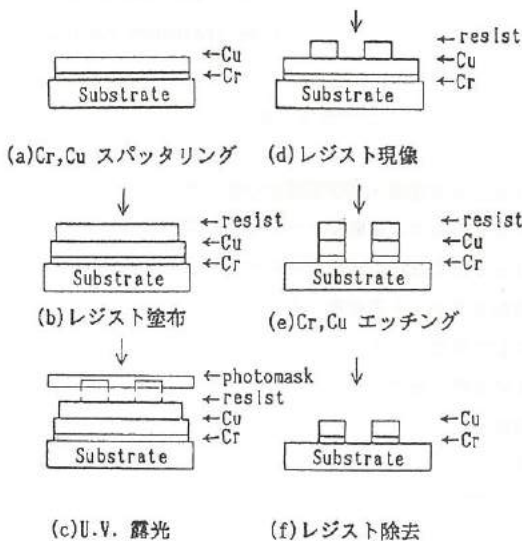 ←Cu
←Cr
Substrate
(a)Cr,Cu スパッタリング
←resist
←Cu
←Cr
Substrate
(b)レジスト塗布
←photomask
←resist
←Cu
←Cr
Substrate
(c)U.V. 露光
←resist
←Cu
←Cr
Substrate
(d)レジスト現像
←resist
←Cu
←Cr
Substrate
(e)Cr,Cu エッチング
←Cu
←Cr
Substrate
(f)レジスト除去